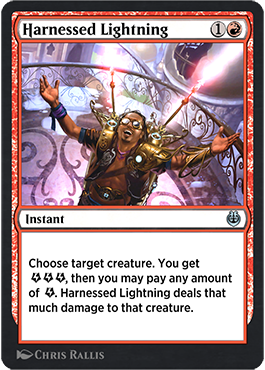 Harnessed Lightning 1
Instant
Choose target creature. You get
, then you may pay any amount
of . Harnessed Lightning deals that
much damage to that creature.
Chris Rallis